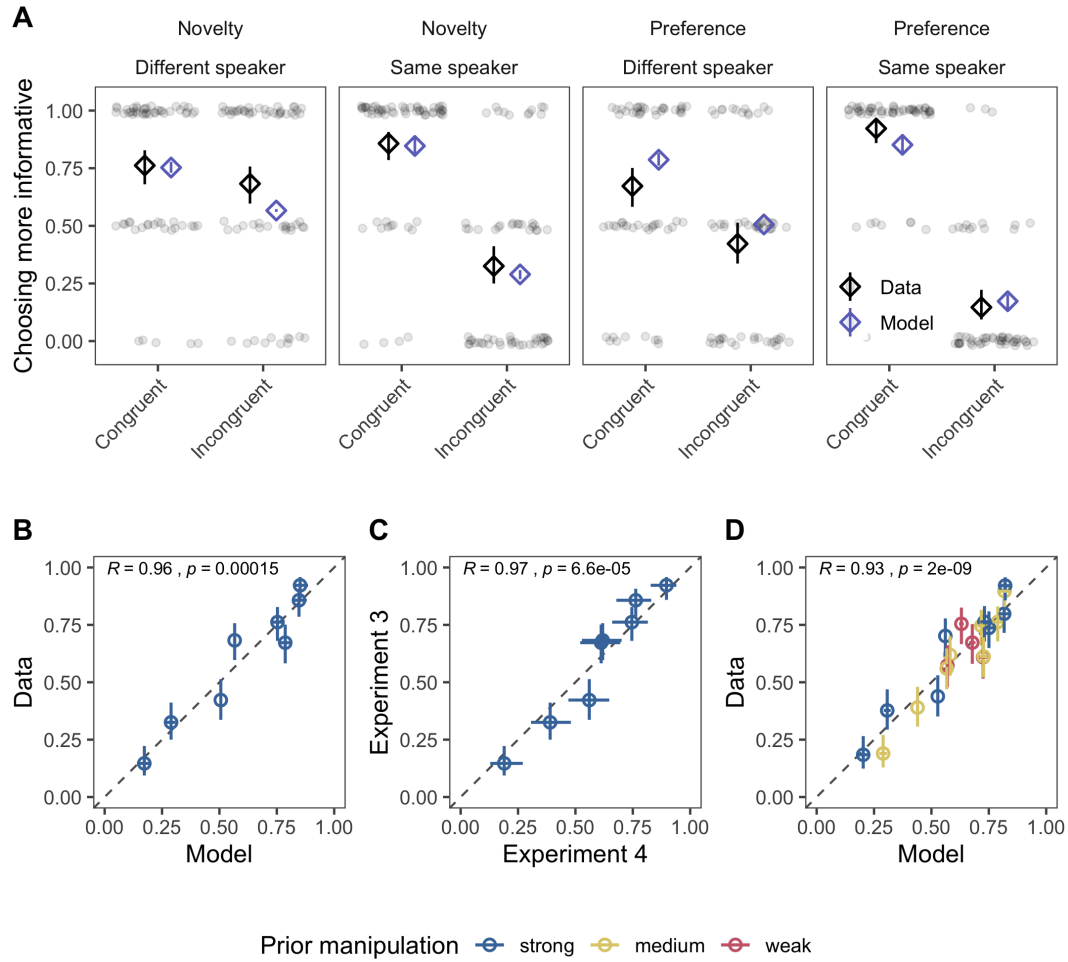 A
Novelty Novelty Preference Preference
Different speaker Same speaker Different speaker Same speaker
Choosing more informative
1.00
0.75
0.50
0.25
0.00
Data
Model
Congruent Incongruent Congruent Incongruent Congruent Incongruent Congruent Incongruent
B
R = 0.96 , p = 0.00015
Data
1.00
0.75
0.50
0.25
0.00
0.00 0.25 0.50 0.75 1.00
Model
C
R = 0.97 , p = 6.6e-05
Experiment 3
1.00
0.75
0.50
0.25
0.00
0.00 0.25 0.50 0.75 1.00
Experiment 4
D
R = 0.93 , p = 2e-09
Data
1.00
0.75
0.50
0.25
0.00
0.00 0.25 0.50 0.75 1.00
Model
Prior manipulation strong medium weak